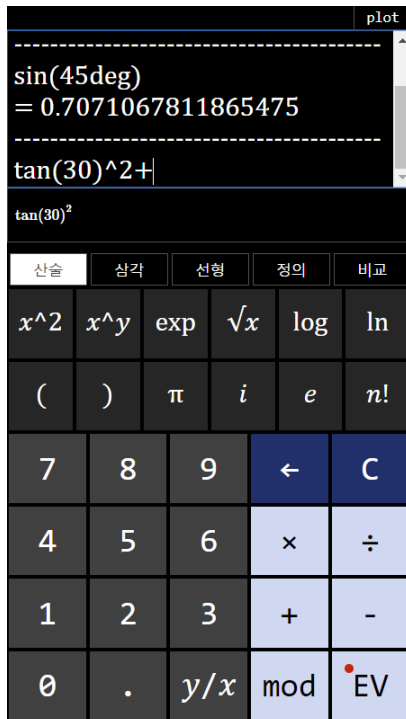 plot
sin(45deg)
= 0.7071067811865475
tan(30)^2+
tan(30)²
산술 삼각 선형 정의 비교
x^2 x^y exp √x log ln
( ) π i e n!
7 8 9 ← C
4 5 6 × ÷
1 2 3 + -
0 . y/x mod EV